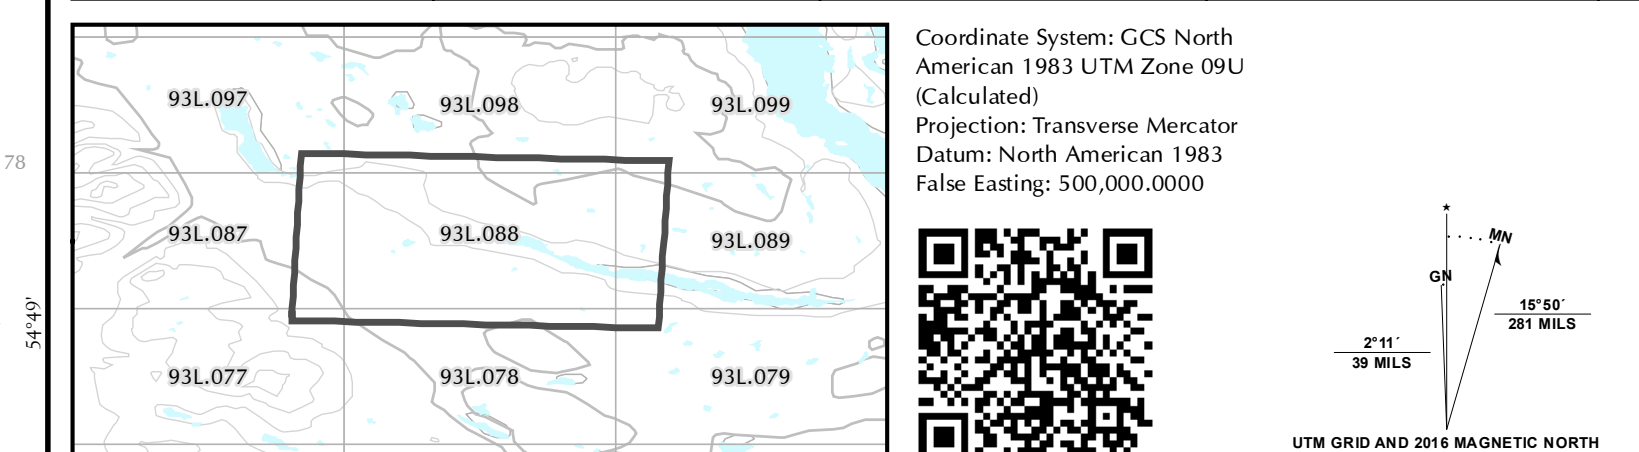 78
54°49'
93L.097
93L.098
93L.099
93L.087
93L.088
93L.089
93L.077
93L.078
93L.079
Coordinate System: GCS North
American 1983 UTM Zone 09U
(Calculated)
Projection: Transverse Mercator
Datum: North American 1983
False Easting: 500,000.0000
MN
GN
15°50´
281 MILS
2°11´
39 MILS
UTM GRID AND 2016 MAGNETIC NORTH